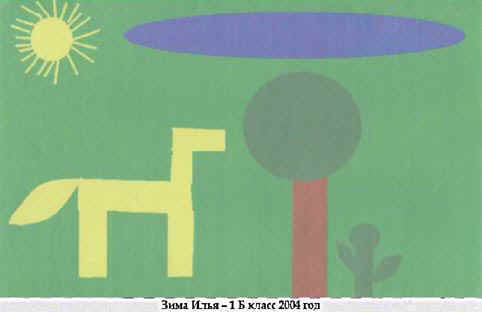 Зима Илья – 1 Б класс 2004 год